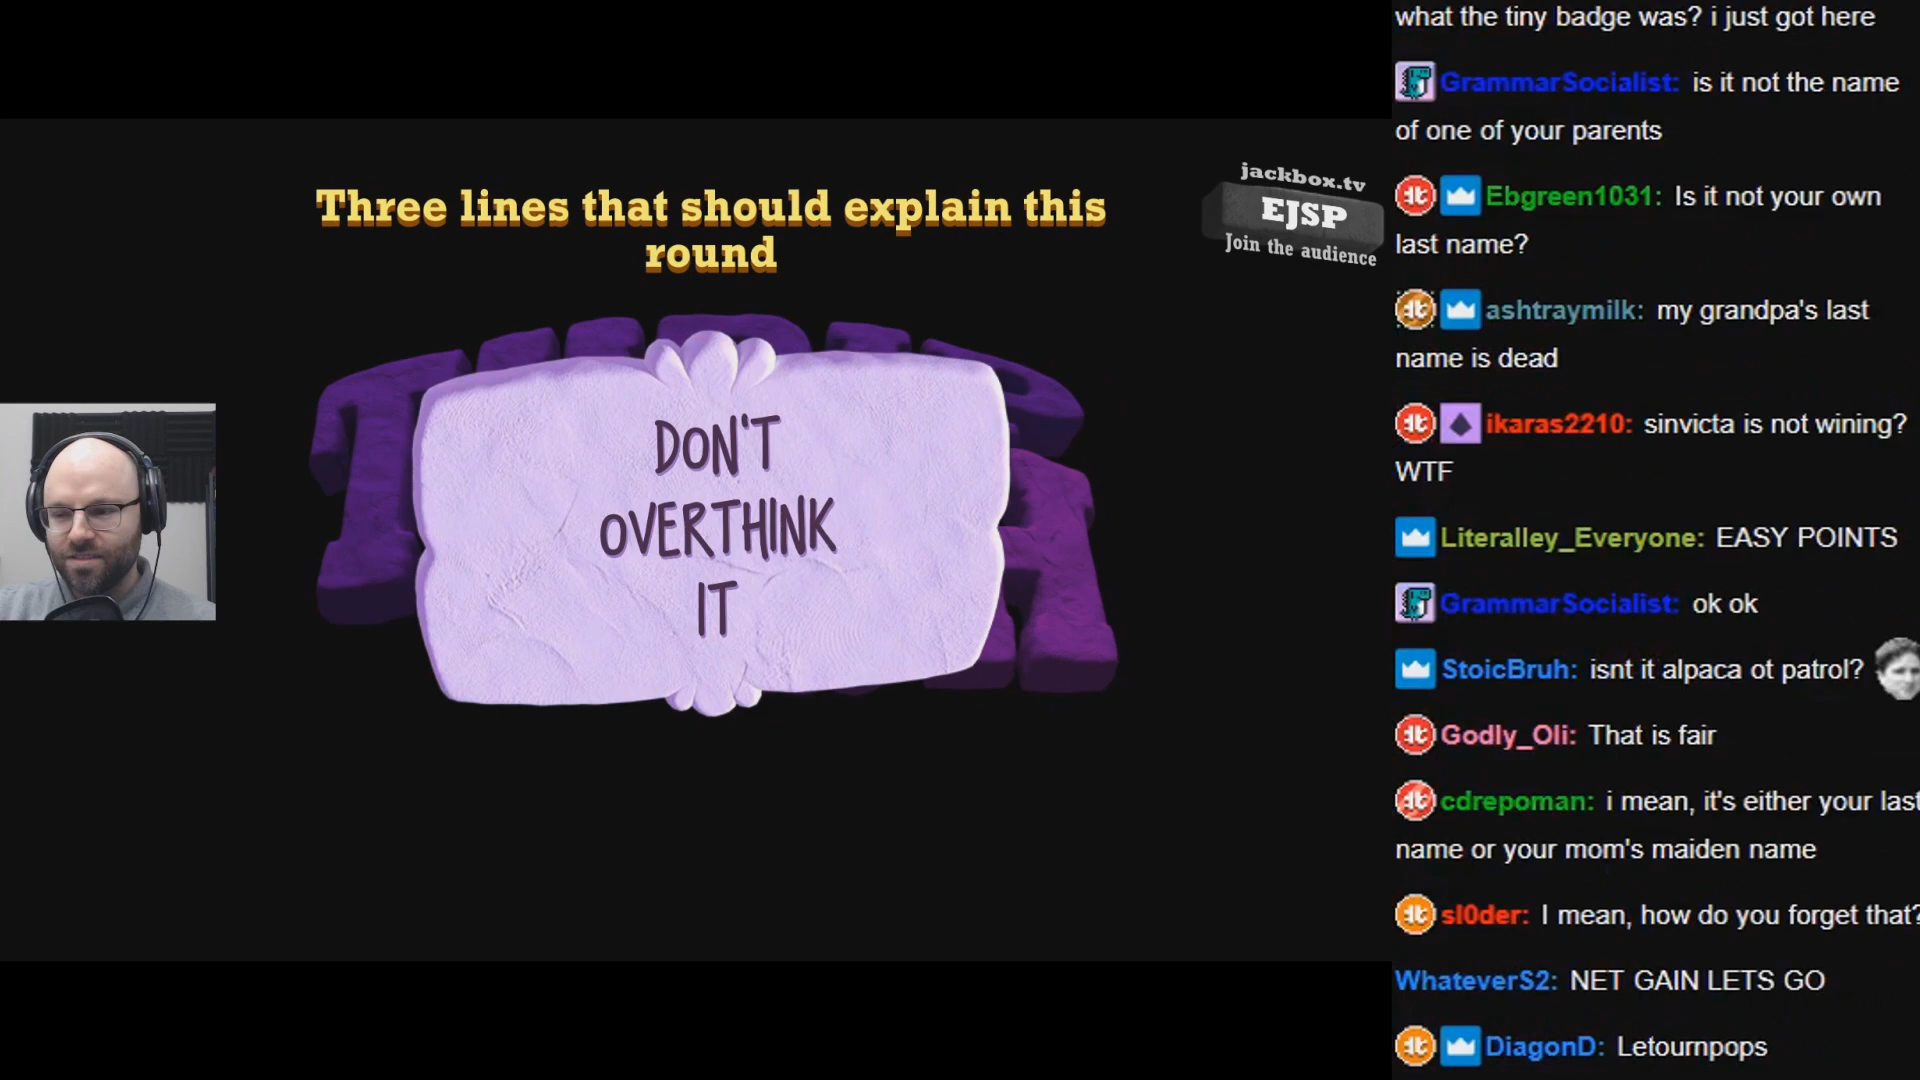 Three lines that should explain this
round
jackbox.tv
EJSP
Join the audience
DON'T
OVERTHINK
IT
what the tiny badge was? i just got here
GrammarSocialist: is it not the name
of one of your parents
Ebgreen1031: Is it not your own
last name?
ashtraymilk: my grandpa's last
name is dead
ikaras2210: sinvicta is not wining?
WTF
Literalley_Everyone: EASY POINTS
GrammarSocialist: ok ok
StoicBruh: isnt it alpaca ot patrol?
Godly_Oli: That is fair
cdrepoman: i mean, it's either your last
name or your mom's maiden name
sl0der: I mean, how do you forget that?
WhateverS2: NET GAIN LETS GO
DiagonD: Letournpops